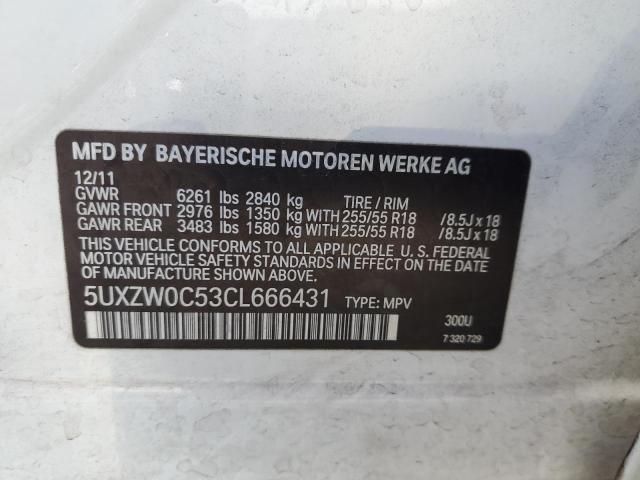 MFD BY BAYERISCHE MOTOREN WERKE AG
12/11
GVWR 6261 lbs 2840 kg TIRE / RIM
GAWR FRONT 2976 lbs 1350 kg WITH 255/55 R18 /8.5J x 18
GAWR REAR 3483 lbs 1580 kg WITH 255/55 R18 /8.5J x 18
THIS VEHICLE CONFORMS TO ALL APPLICABLE U. S. FEDERAL
MOTOR VEHICLE SAFETY STANDARDS IN EFFECT ON THE
DATE OF MANUFACTURE SHOWN ABOVE.
5UXZW0C53CL666431 TYPE: MPV 300U
7 320 729